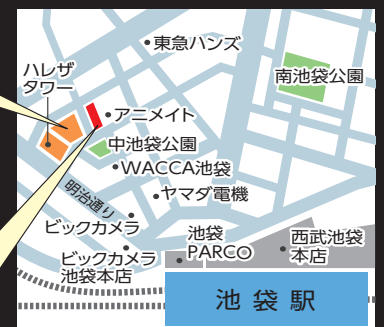 東急ハンズ
ハレザ
タワー
南池袋公園
アニメイト
中池袋公園
WACCA池袋
明治通り
ヤマダ電機
ビックカメラ
池袋
PARCO
西武池袋
本店
ビックカメラ
池袋本店
池袋駅